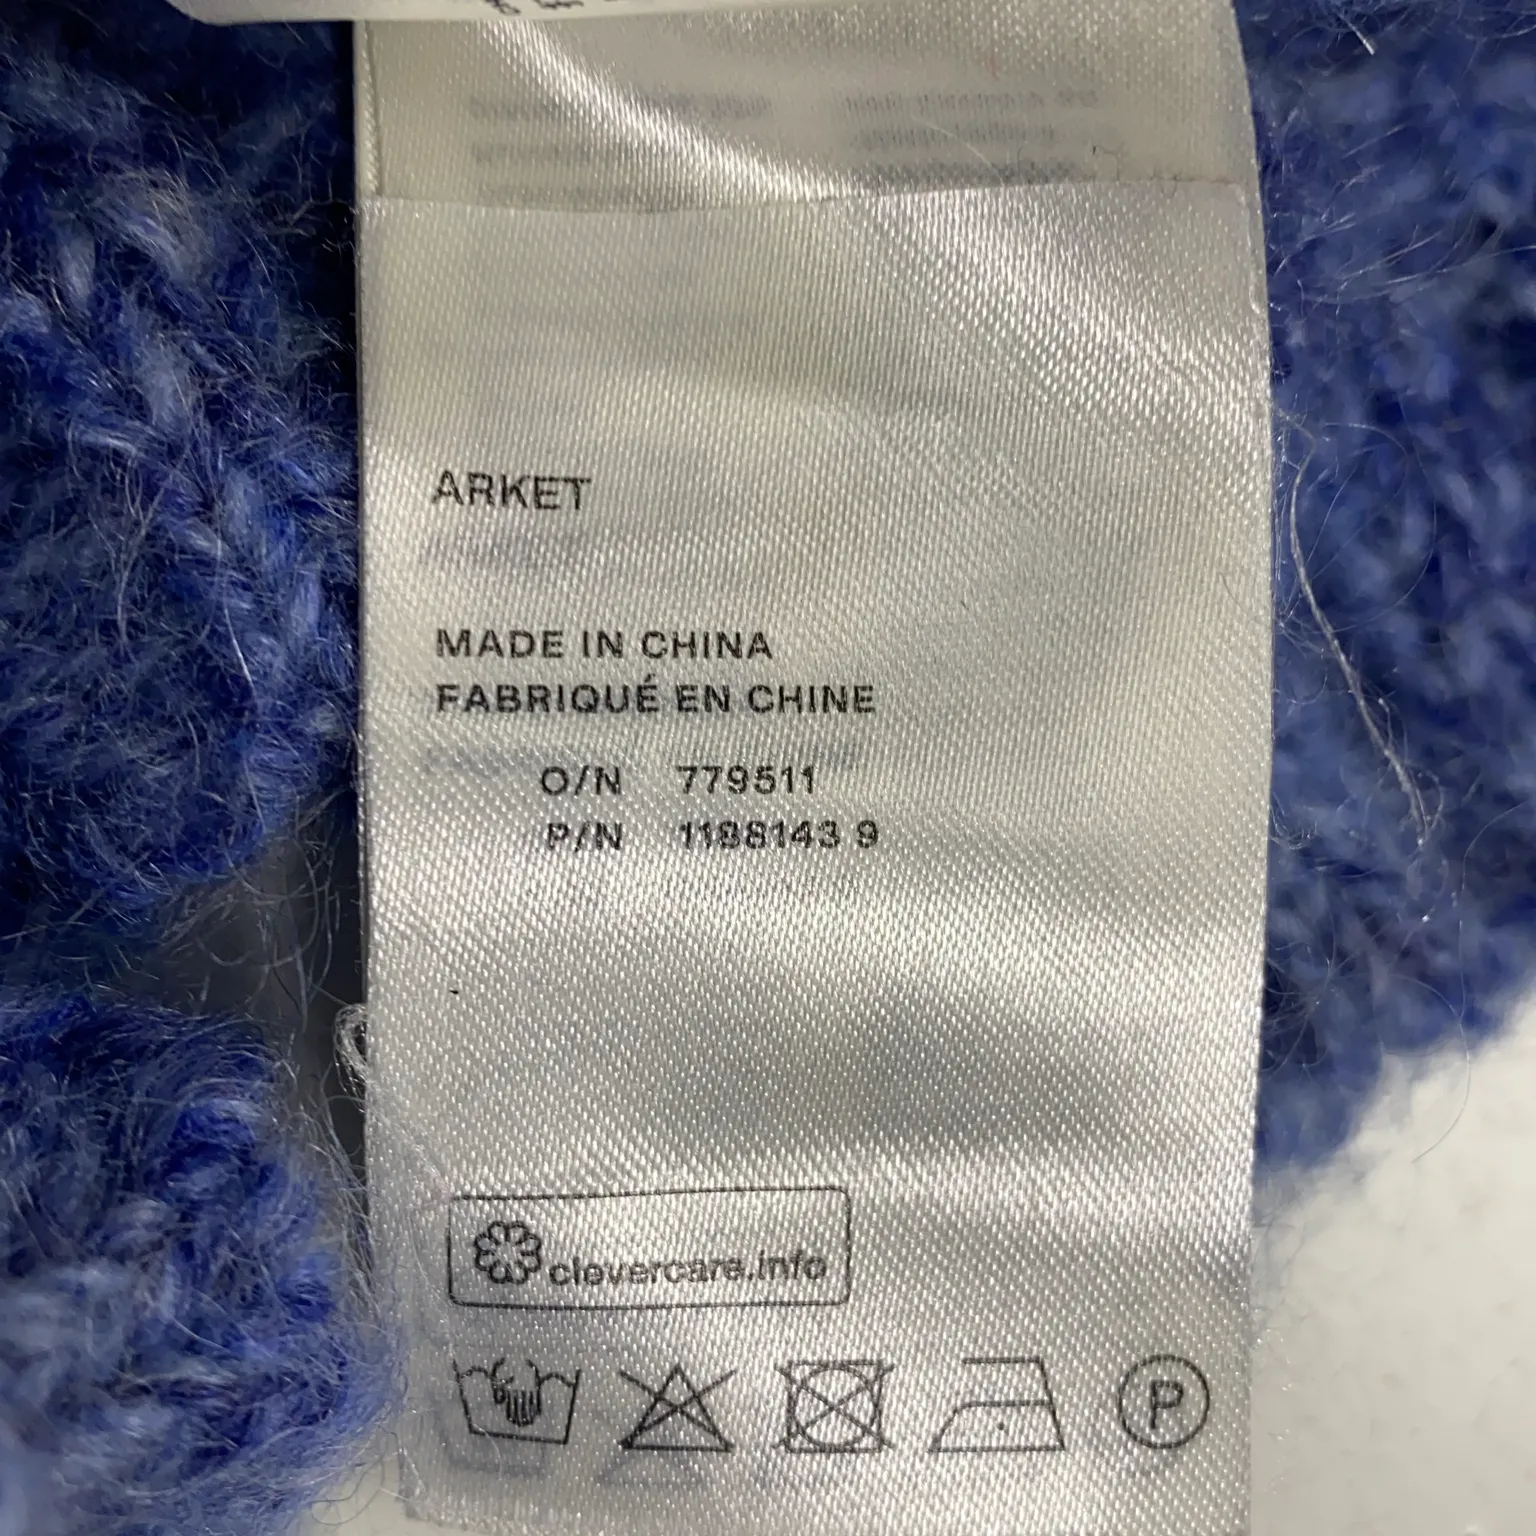 ARKET
MADE IN CHINA
FABRIQUÉ EN CHINE
O/N 779511
P/N 1188143 9
clevercare.info
P